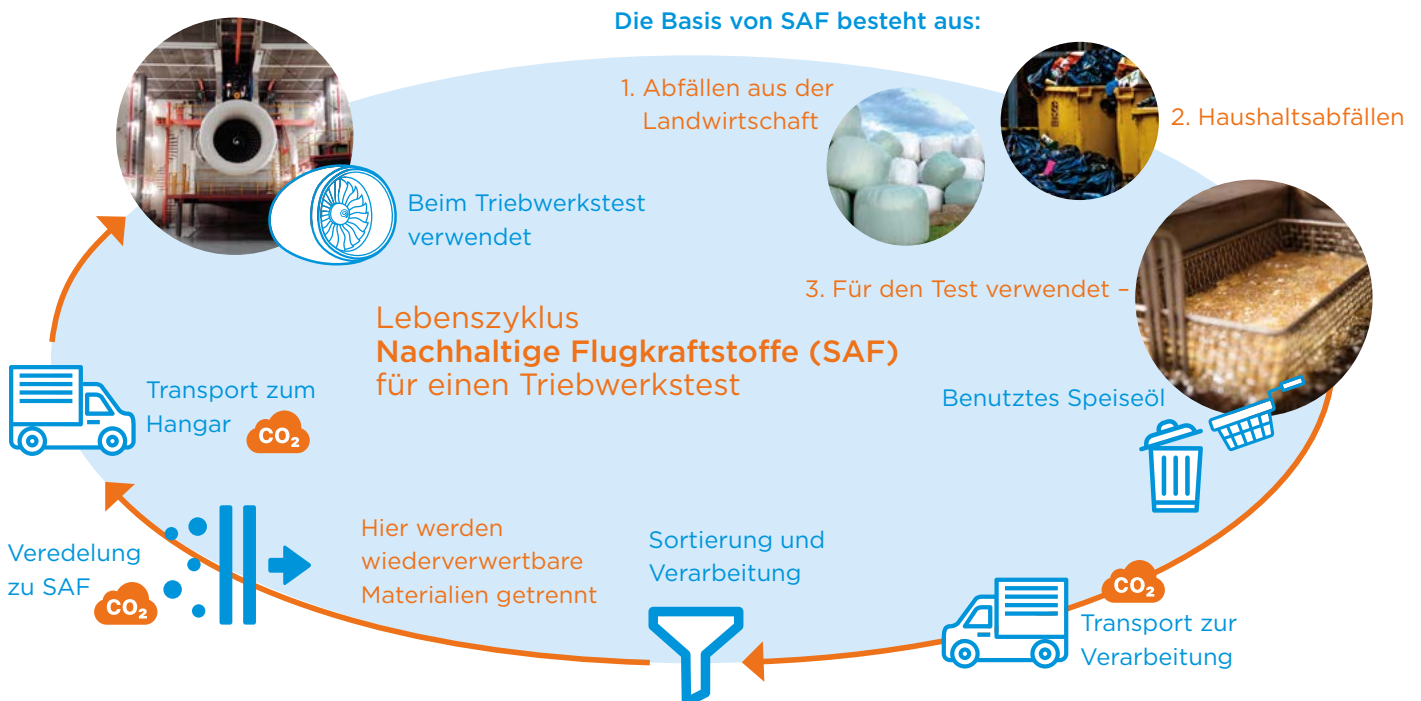 Die Basis von SAF besteht aus:
1. Abfällen aus der
Landwirtschaft
2. Haushaltsabfällen
3. Für den Test verwendet –
Benutztes Speiseöl
CO₂
Transport zur
Verarbeitung
Sortierung und
Verarbeitung
Hier werden
wiederverwertbare
Materialien getrennt
Veredelung
zu SAF
CO₂
Transport zum
Hangar
CO₂
Beim Triebwerkstest
verwendet
Lebenszyklus
Nachhaltige Flugkraftstoffe (SAF)
für einen Triebwerkstest